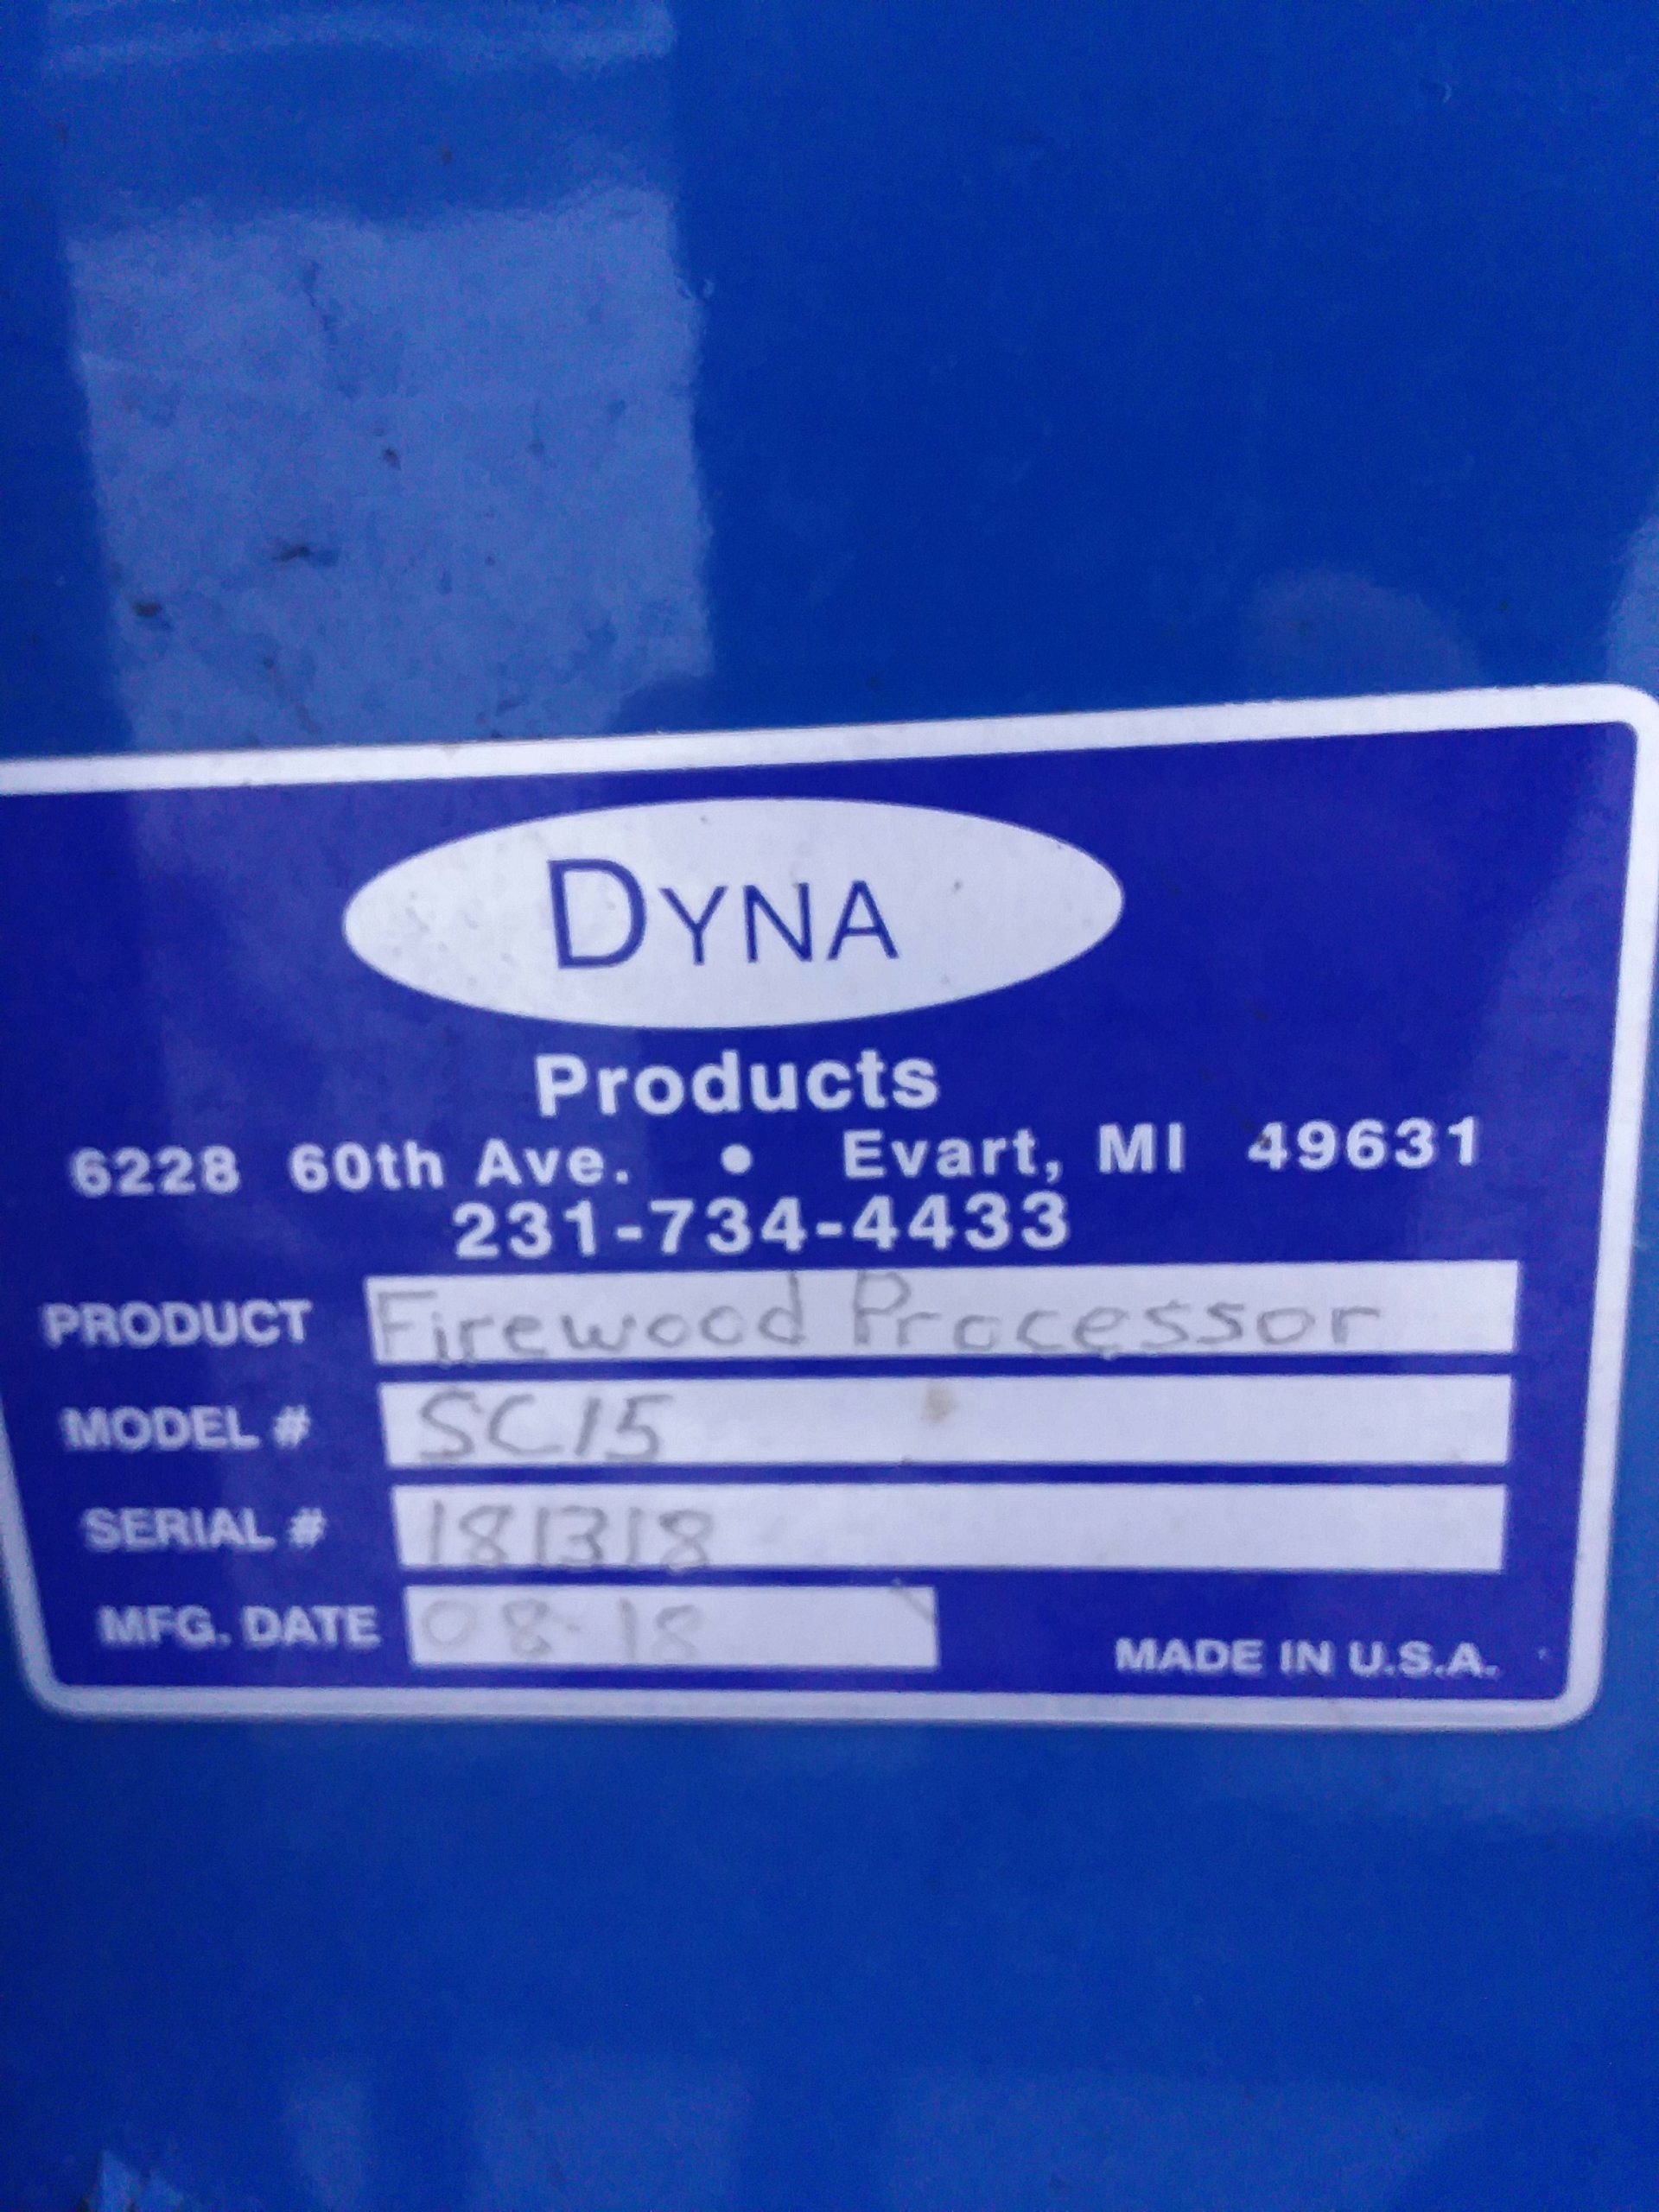 DYNA
Products
6228 60th Ave. • Evart, MI 49631
231-734-4433
PRODUCT Firewood Processor
MODEL # SC15
SERIAL # 181318
MFG. DATE 08-18
MADE IN U.S.A.